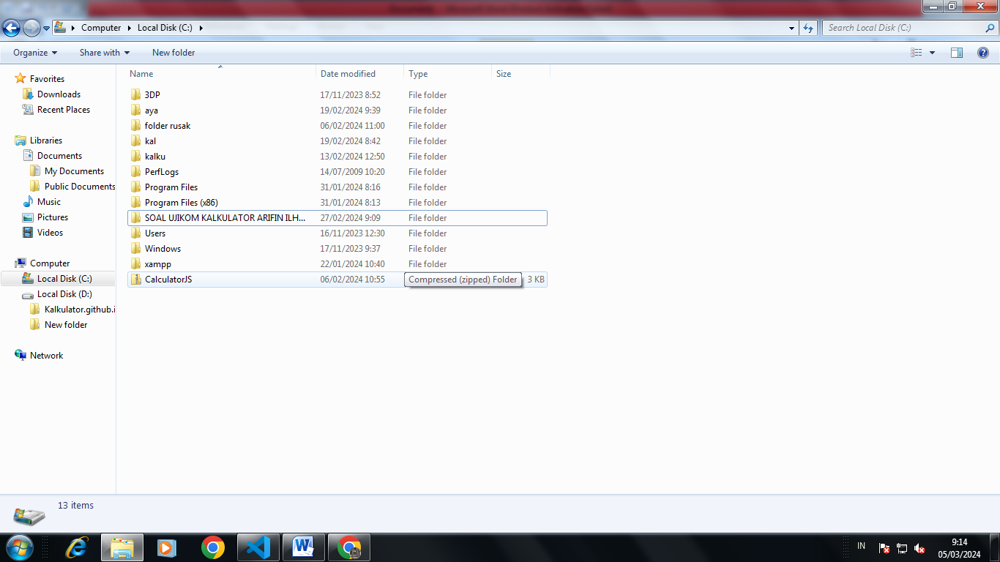 Computer Local Disk (C:)
Search Local Disk (C:)
Organize Share with New folder
Name Date modified Type Size
Favorites
Downloads
Recent Places
Libraries
Documents
My Documents
Public Documents
Music
Pictures
Videos
Computer
Local Disk (C:)
Local Disk (D:)
Kalkulator.github.i
New folder
Network
3DP 17/11/2023 8:52 File folder
aya 19/02/2024 9:39 File folder
folder rusak 06/02/2024 11:00 File folder
kal 19/02/2024 8:42 File folder
kalku 13/02/2024 12:50 File folder
PerfLogs 14/07/2009 10:20 File folder
Program Files 31/01/2024 8:16 File folder
Program Files (x86) 31/01/2024 8:13 File folder
SOAL UJIKOM KALKULATOR ARIFIN ILH... 27/02/2024 9:09 File folder
Users 16/11/2023 12:30 File folder
Windows 17/11/2023 9:37 File folder
xampp 22/01/2024 10:40 File folder
CalculatorJS 06/02/2024 10:55 Compressed (zipped) Folder 3 KB
13 items
IN
9:14
05/03/2024